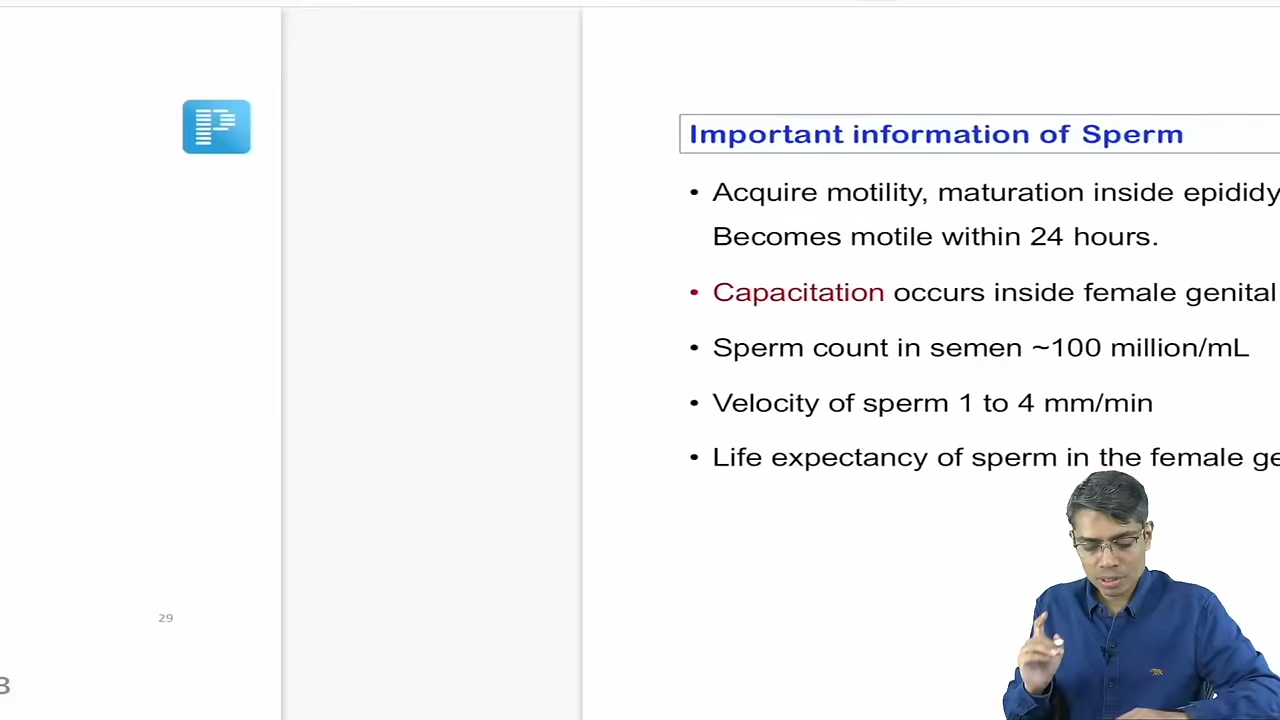 P
Important information of Sperm
• Acquire motility, maturation inside epididy
Becomes motile within 24 hours.
• Capacitation occurs inside female genital
• Sperm count in semen ~100 million/mL
• Velocity of sperm 1 to 4 mm/min
• Life expectancy of sperm in the female ge
29
3